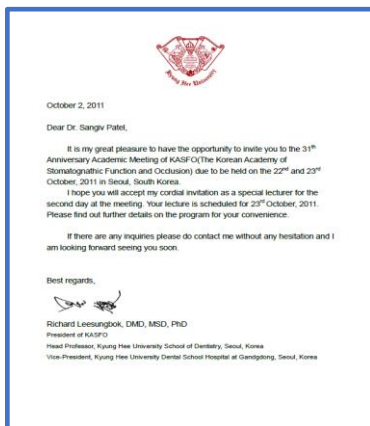 Kyung Hee University
October 2, 2011
Dear Dr. Sangiv Patel,
It is my great pleasure to have the opportunity to invite you to the 31th
Anniversary Academic Meeting of KASFO(The Korean Academy of
Stomatognathic Function and Occlusion) due to be held on the 22nd and 23rd
October, 2011 in Seoul, South Korea.
I hope you will accept my cordial invitation as a special lecturer for the
second day at the meeting. Your lecture is scheduled for 23rd October, 2011.
Please find out further details on the program for your convenience.
If there are any inquiries please do contact me without any hesitation and I
am looking forward seeing you soon.
Best regards,
Richard Leesungbok, DMD, MSD, PhD
President of KASFO
Head Professor, Kyung Hee University School of Dentistry, Seoul, Korea
Vice-President, Kyung Hee University Dental School Hospital at Gangdgong, Seoul, Korea